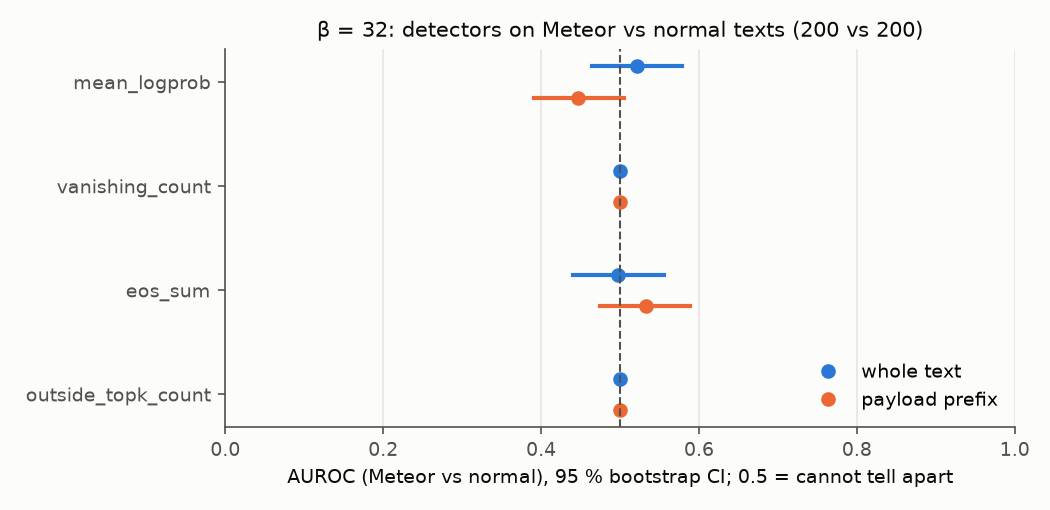 β = 32: detectors on Meteor vs normal texts (200 vs 200)
mean_logprob
vanishing_count
eos_sum
outside_topk_count
whole text
payload prefix
0.0 0.2 0.4 0.6 0.8 1.0
AUROC (Meteor vs normal), 95 % bootstrap CI; 0.5 = cannot tell apart